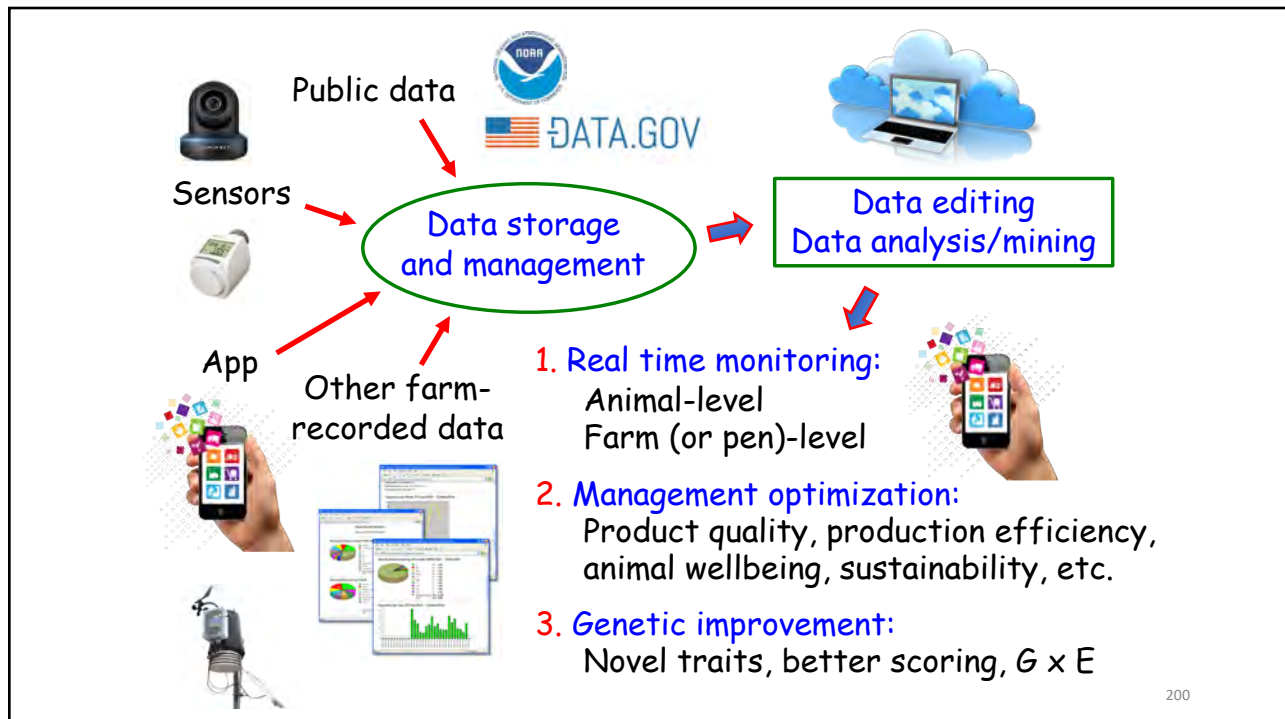 Public data
NOAA
DATA.GOV
Sensors
Data storage
and management
Data editing
Data analysis/mining
App
Other farm-
recorded data
1. Real time monitoring:
Animal-level
Farm (or pen)-level
2. Management optimization:
Product quality, production efficiency,
animal wellbeing, sustainability, etc.
3. Genetic improvement:
Novel traits, better scoring, G x E
200